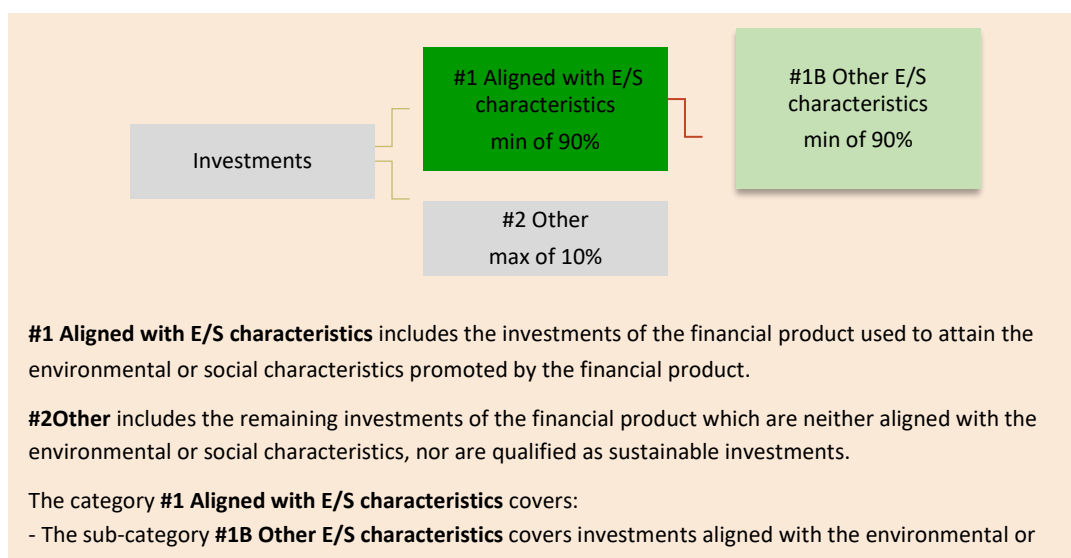 #1 Aligned with E/S
characteristics
min of 90%
#1B Other E/S
characteristics
min of 90%
Investments
#2 Other
max of 10%
#1 Aligned with E/S characteristics includes the investments of the financial product used to attain the
environmental or social characteristics promoted by the financial product.
#2Other includes the remaining investments of the financial product which are neither aligned with the
environmental or social characteristics, nor are qualified as sustainable investments.
The category #1 Aligned with E/S characteristics covers:
- The sub-category #1B Other E/S characteristics covers investments aligned with the environmental or